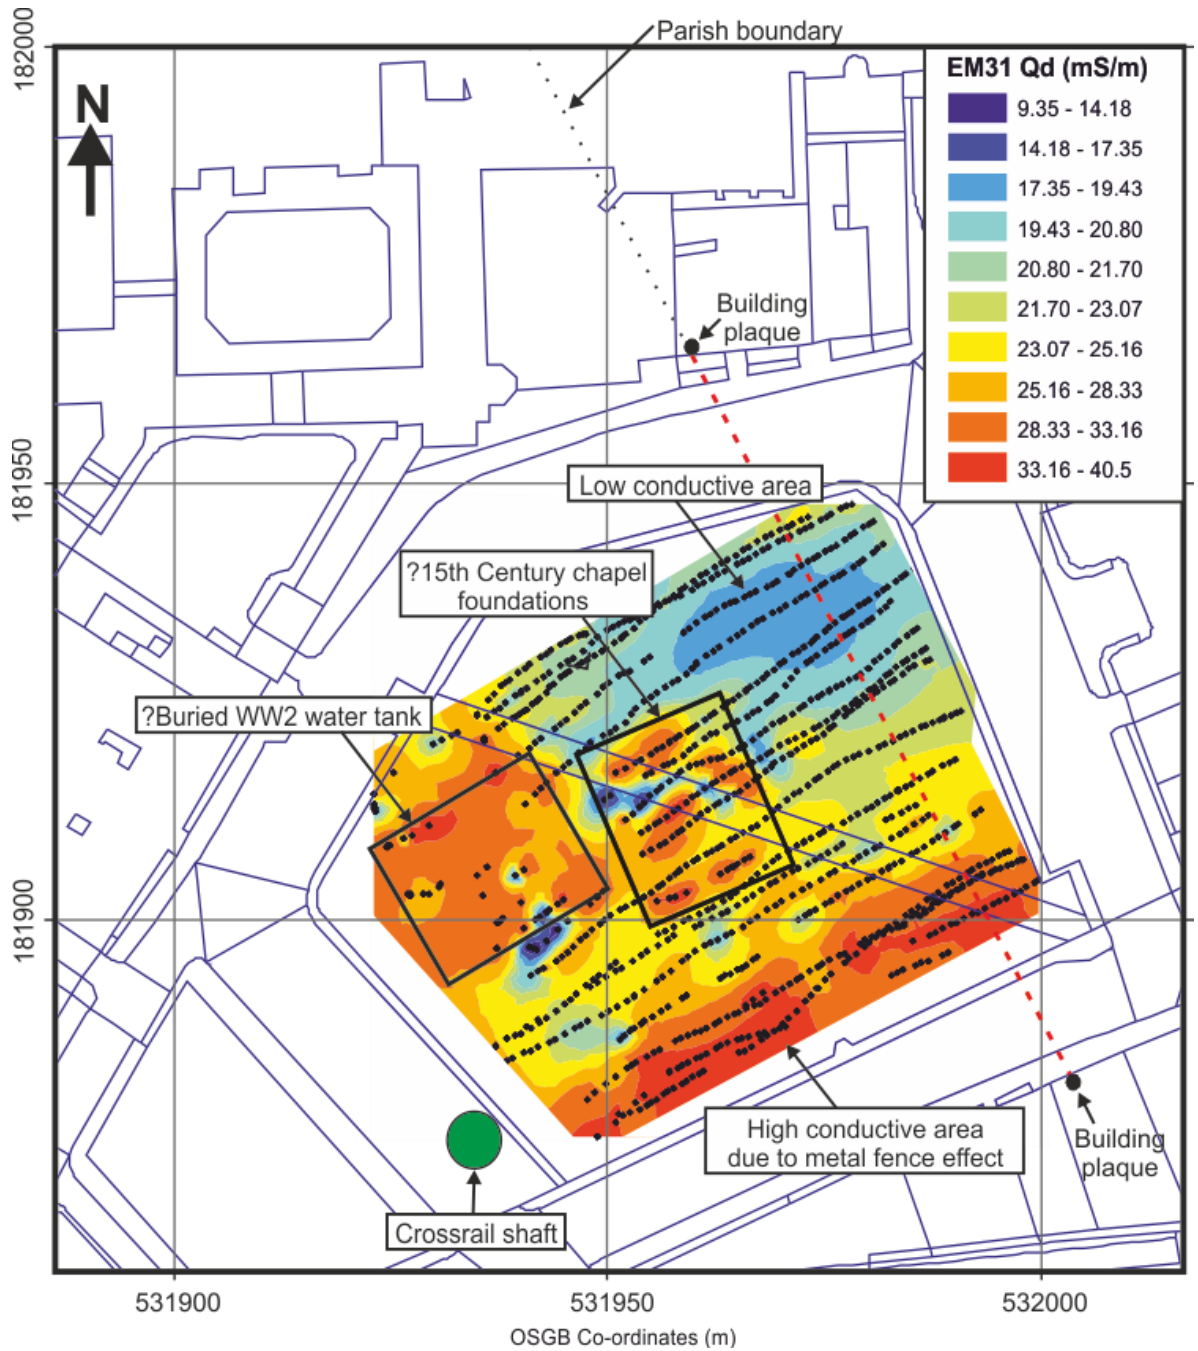 182000
Parish boundary
N
EM31 Qd (mS/m)
9.35 - 14.18
14.18 - 17.35
17.35 - 19.43
19.43 - 20.80
20.80 - 21.70
21.70 - 23.07
23.07 - 25.16
25.16 - 28.33
28.33 - 33.16
33.16 - 40.5
Building
plaque
181950
Low conductive area
?15th Century chapel
foundations
?Buried WW2 water tank
181900
High conductive area
due to metal fence effect
Building
plaque
Crossrail shaft
531900
531950
532000
OSGB Co-ordinates (m)